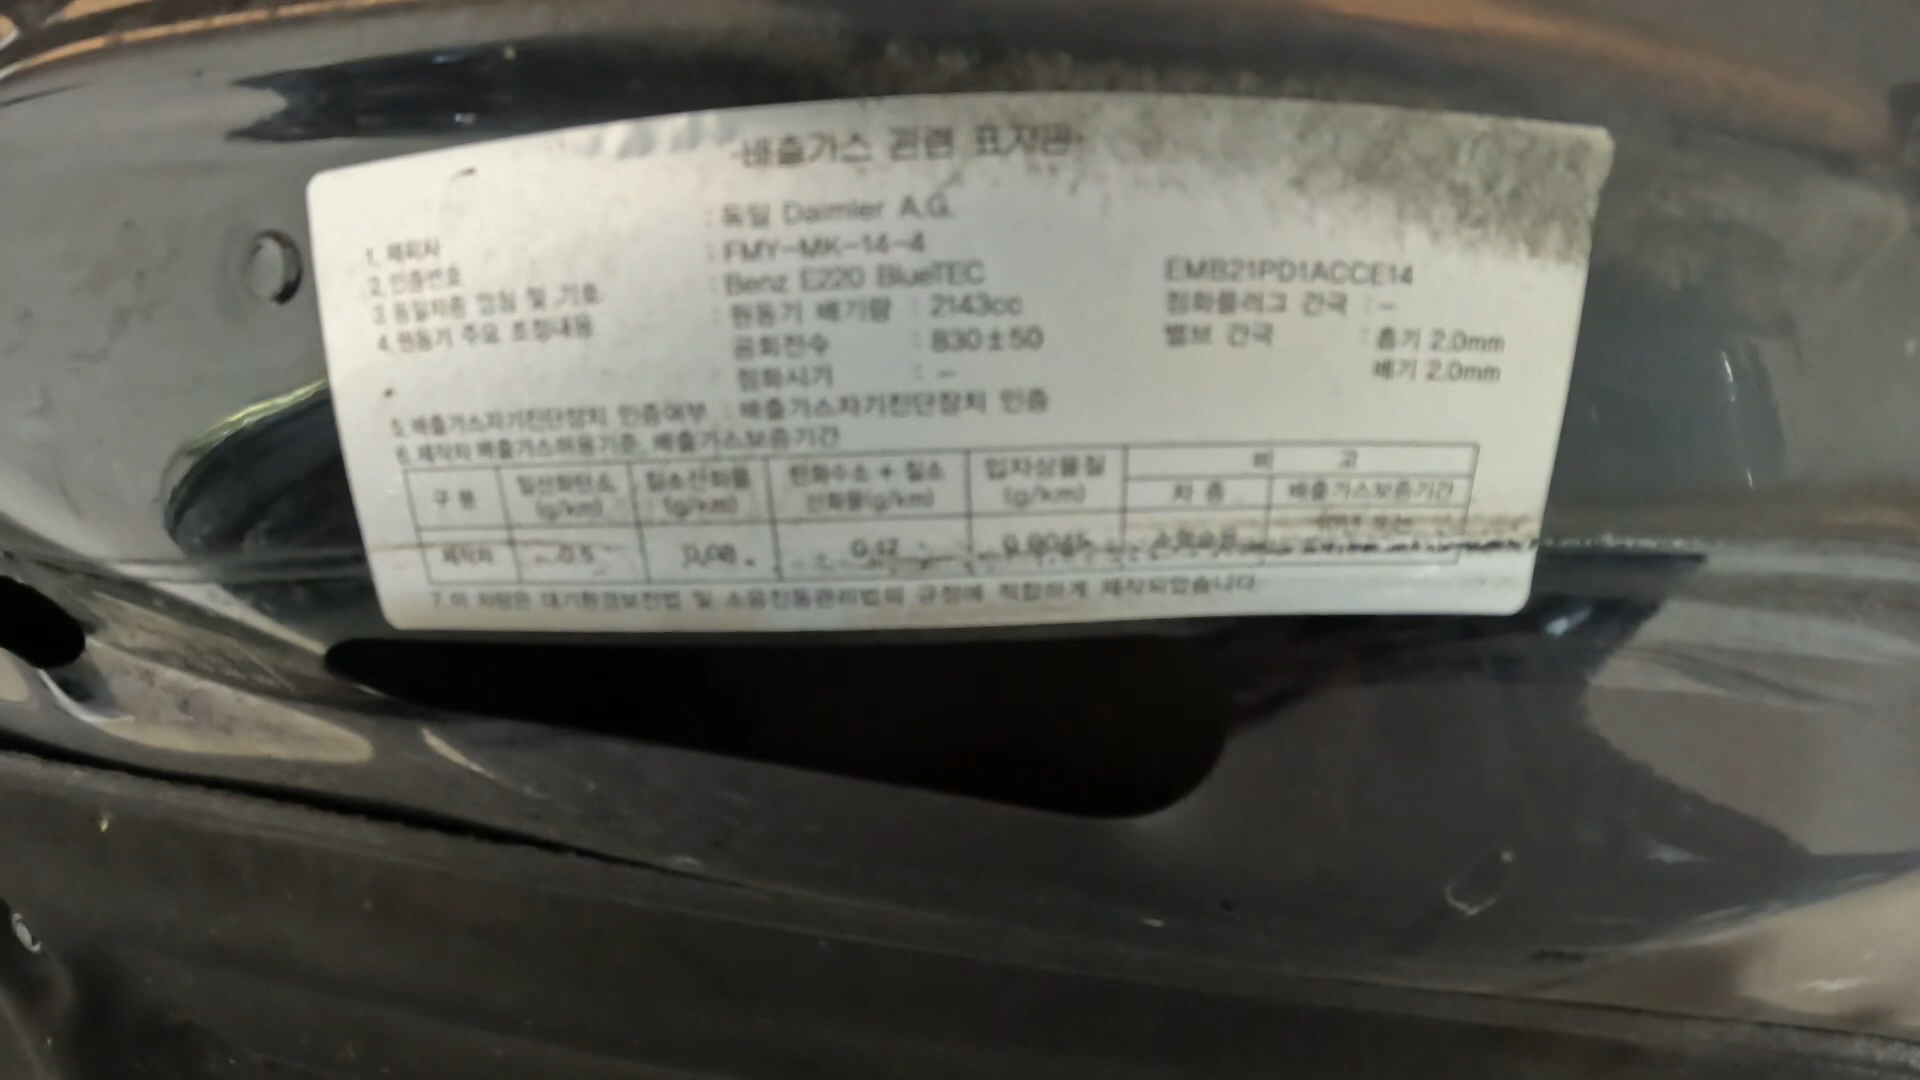 -배출가스 관련 표지판-
1. 제작사 : 독일 Daimler A.G.
2. 인증번호 : FMY-MK-14-4
3. 동일차종 명칭 및 기호 : Benz E220 BlueTEC EMB21PD1ACCE14
4. 원동기 주요 조정내용 : 원동기 배기량 : 2143cc 점화플러그 간극 : -
공회전수 : 830±50 밸브 간극 : 흡기 2.0mm
점화시기 : - 배기 2.0mm
5. 배출가스자기진단장치 인증여부 : 배출가스자기진단장치 인증
6. 제작차 배출가스허용기준, 배출가스보증기간
구 분 일산화탄소 (g/km) 질소산화물 (g/km) 탄화수소 + 질소산화물(g/km) 입자상물질 (g/km) 비 고
차 종 배출가스보증기간
제작차 0.5 0.08 0.17 0.0045
7. 이 차량은 대기환경보전법 및 소음진동관리법의 규정에 적합하게 제작되었습니다.